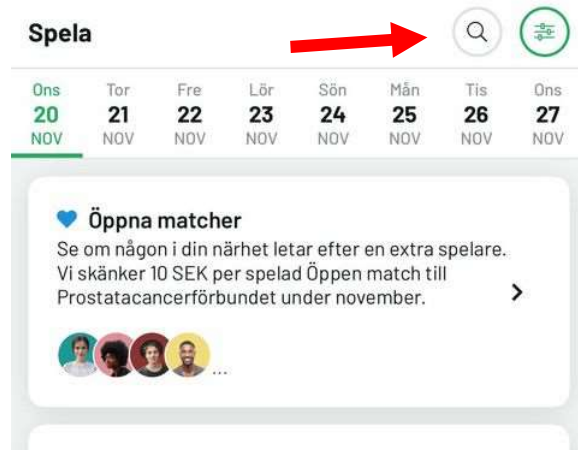 Spela
Ons Tor Fre Lör Sön Mån Tis Ons
20 21 22 23 24 25 26 27
NOV NOV NOV NOV NOV NOV NOV NOV
Öppna matcher
Se om någon i din närhet letar efter en extra spelare.
Vi skänker 10 SEK per spelad Öppen match till
Prostatacancerförbundet under november.
...